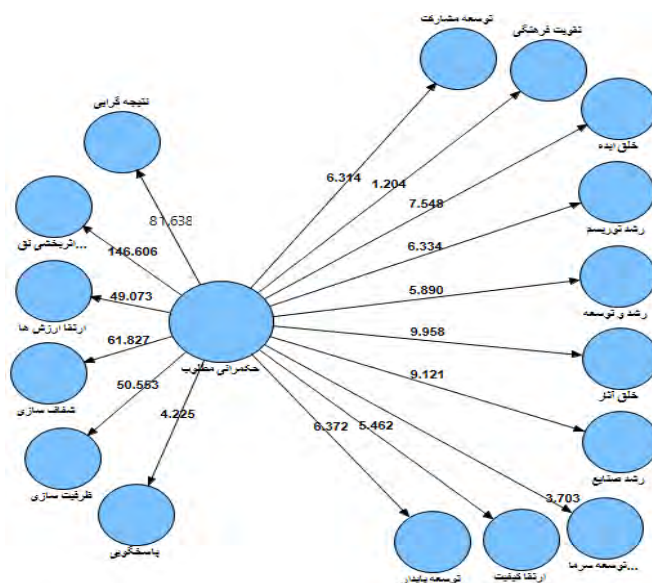 توسعه مشارکت
تقویت فرهنگی
نتیجه گرایی
خلق ایده
6.314
1.204
7.548
81.638
رشد توریسم
6.334
اثربخشی نق...
146.606
49.073
5.890
رشد و توسعه
ارتقا ارزش ها
61.827
9.958
حکمرانی مطلوب
خلق آثار
شفاف سازی
50.553
9.121
4.225
6.372
5.462
رشد صنایع
ظرفیت سازی
3.703
پاسخگویی
توسعه سرما...
توسعه پایدار
ارتقا کیفیت